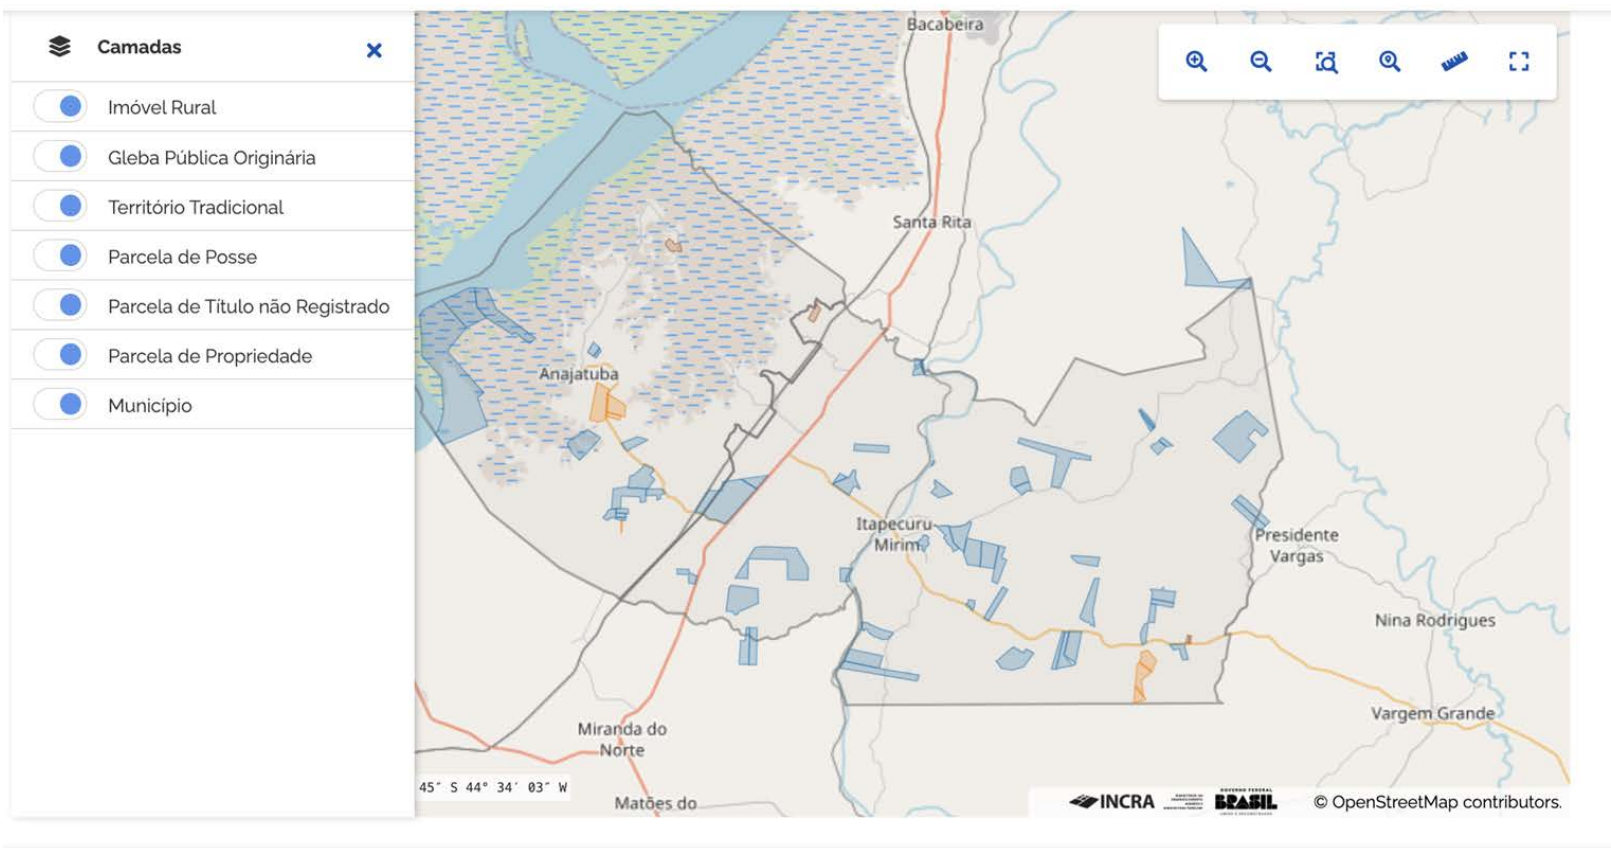 Camadas
Imóvel Rural
Gleba Pública Originária
Território Tradicional
Parcela de Posse
Parcela de Título não Registrado
Parcela de Propriedade
Município
Bacabeira
Santa Rita
Anajatuba
Itapecuru-
Mirim
Presidente
Vargas
Nina Rodrigues
Vargem Grande
Miranda do
Norte
Matões do
45″ S 44° 34′ 03″ W
INCRA
GOVERNO FEDERAL
BRASIL
© OpenStreetMap contributors.